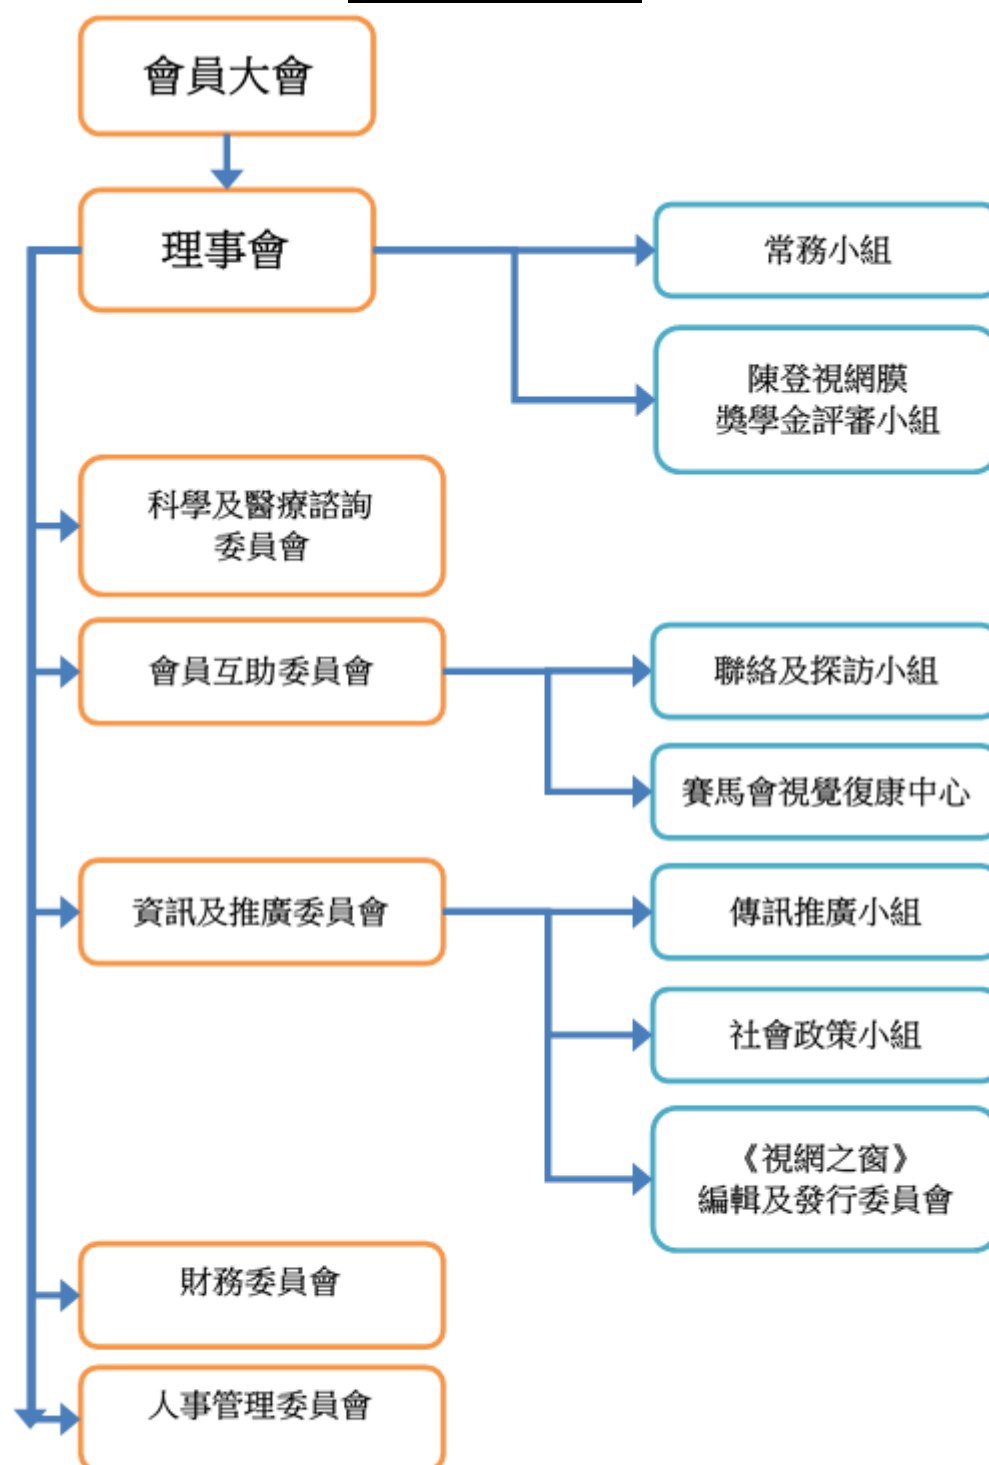 會員大會
理事會
常務小組
陳登視網膜
獎學金評審小組
科學及醫療諮詢
委員會
會員互助委員會
聯絡及探訪小組
賽馬會視覺復康中心
資訊及推廣委員會
傳訊推廣小組
社會政策小組
《視網之窗》
編輯及發行委員會
財務委員會
人事管理委員會